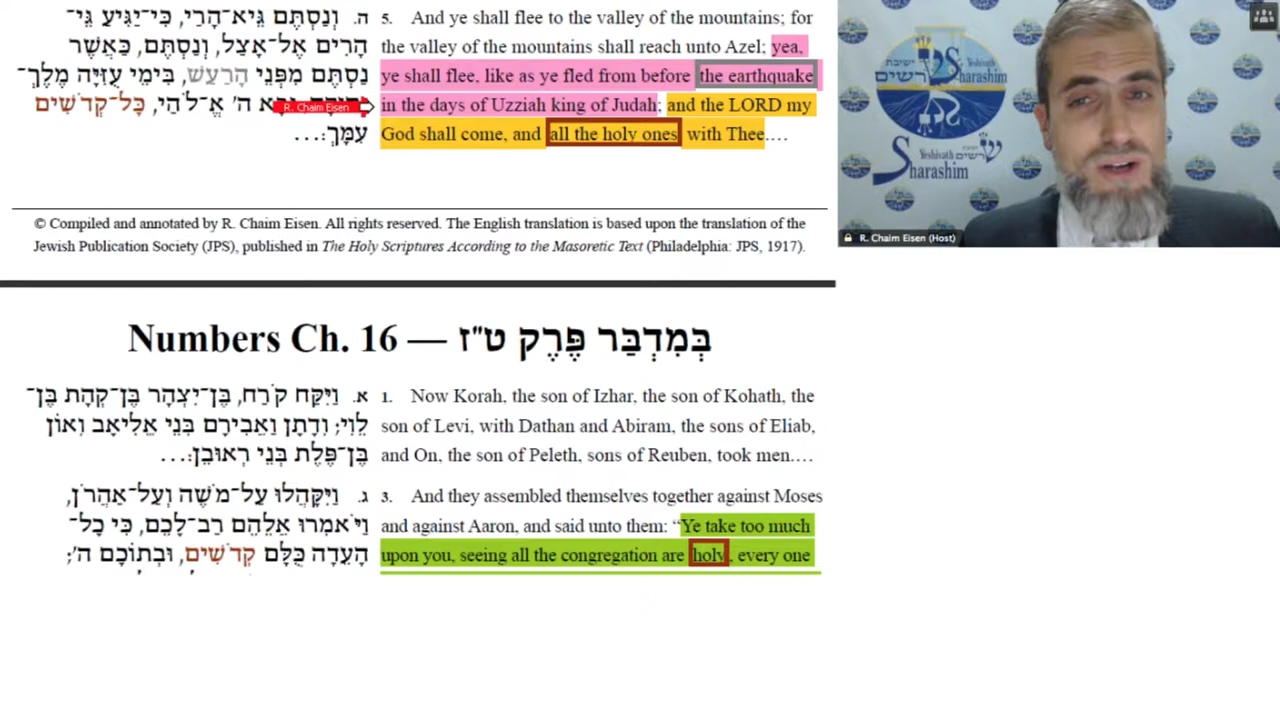 ה. וְנַסְתֶּם גֵּיא־הָרַי, כִּי־יַגִּיעַ גֵּי־
הָרִים אֶל־אָצַל, וְנַסְתֶּם, כַּאֲשֶׁר
נַסְתֶּם מִפְּנֵי הָרַעַשׁ, בִּימֵי עֻזִּיָּה מֶלֶךְ־
ה' אֱ־לֹהַי, כָּל־קְדֹשִׁים
עִמָּךְ:...
R. Chaim Eisen
5. And ye shall flee to the valley of the mountains; for
the valley of the mountains shall reach unto Azel; yea,
ye shall flee, like as ye fled from before the earthquake
in the days of Uzziah king of Judah; and the LORD my
God shall come, and all the holy ones with Thee....
© Compiled and annotated by R. Chaim Eisen. All rights reserved. The English translation is based upon the translation of the
Jewish Publication Society (JPS), published in The Holy Scriptures According to the Masoretic Text (Philadelphia: JPS, 1917).
Numbers Ch. 16 — בְּמִדְבַּר פֶּרֶק ט"ז
א. וַיִּקַּח קֹרַח, בֶּן־יִצְהָר בֶּן־קְהָת בֶּן־
לֵוִי; וְדָתָן וַאֲבִירָם בְּנֵי אֱלִיאָב וְאוֹן
בֶּן־פֶּלֶת בְּנֵי רְאוּבֵן:...
1. Now Korah, the son of Izhar, the son of Kohath, the
son of Levi, with Dathan and Abiram, the sons of Eliab,
and On, the son of Peleth, sons of Reuben, took men....
ג. וַיִּקָּהֲלוּ עַל־מֹשֶׁה וְעַל־אַהֲרֹן,
וַיֹּאמְרוּ אֲלֵהֶם רַב־לָכֶם, כִּי כָל־
הָעֵדָה כֻּלָּם קְדֹשִׁים, וּבְתוֹכָם ה';
3. And they assembled themselves together against Moses
and against Aaron, and said unto them: “Ye take too much
upon you, seeing all the congregation are holy, every one
ישיבת
שרשים
Yeshivath
Sharashim
Yeshivath שרשים
Sharashim
R. Chaim Eisen (Host)